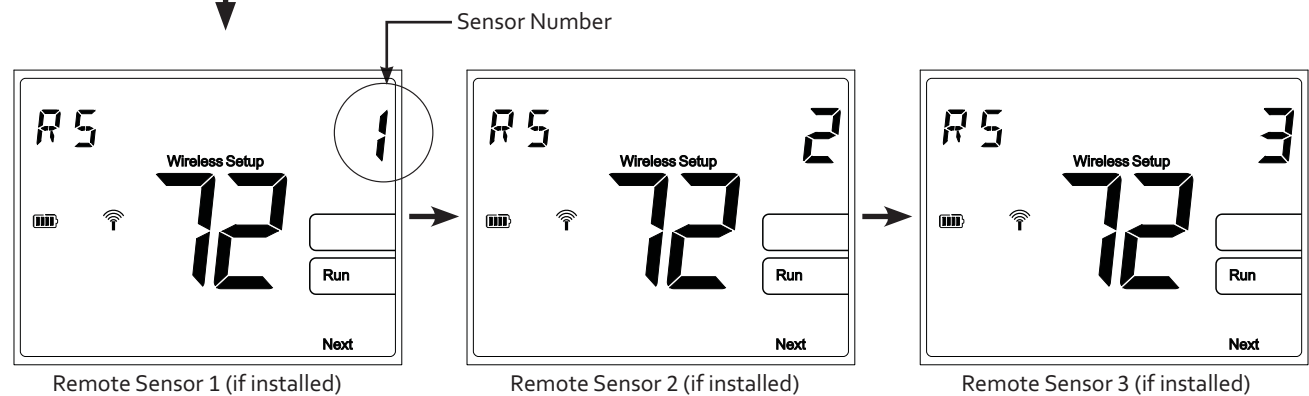 Sensor Number
RS 1
Wireless Setup
72
Run
Next
Remote Sensor 1 (if installed)
RS 2
Wireless Setup
72
Run
Next
Remote Sensor 2 (if installed)
RS 3
Wireless Setup
72
Run
Next
Remote Sensor 3 (if installed)